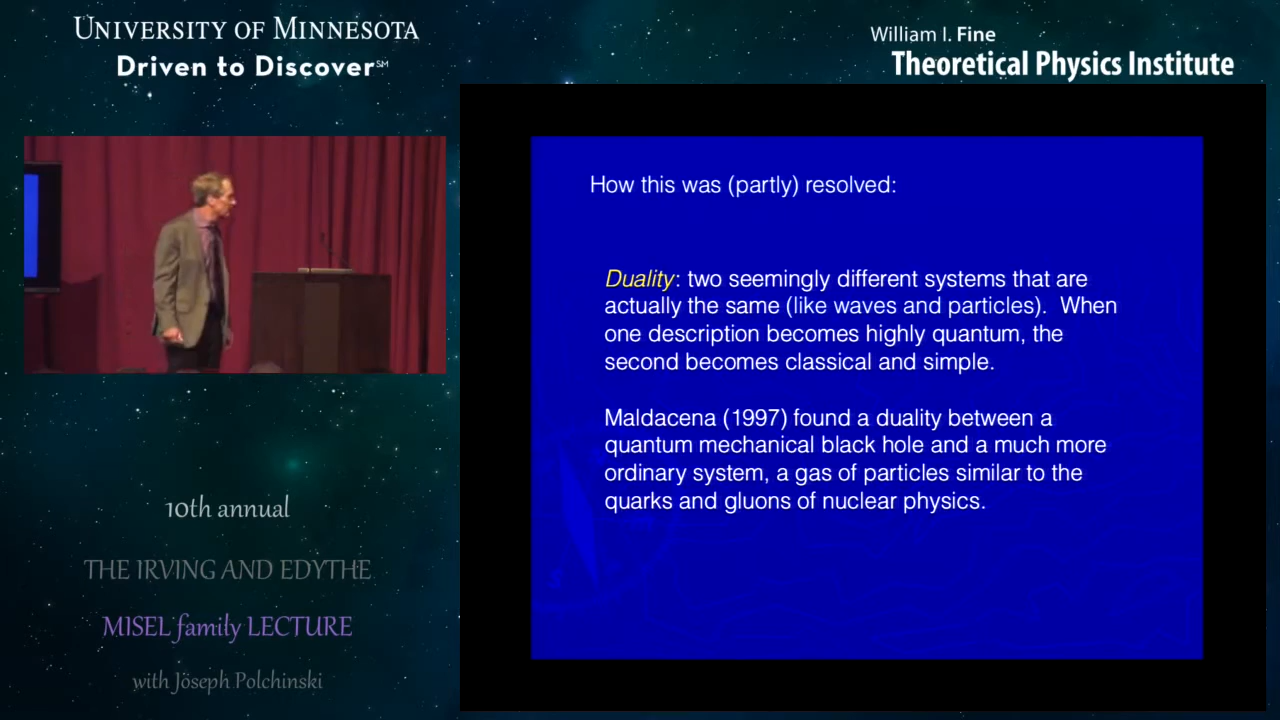 UNIVERSITY OF MINNESOTA
Driven to Discover℠
William I. Fine
Theoretical Physics Institute
How this was (partly) resolved:
Duality: two seemingly different systems that are
actually the same (like waves and particles). When
one description becomes highly quantum, the
second becomes classical and simple.
Maldacena (1997) found a duality between a
quantum mechanical black hole and a much more
ordinary system, a gas of particles similar to the
quarks and gluons of nuclear physics.
10th annual
THE IRVING AND EDYTHE
MISEL family LECTURE
with Joseph Polchinski